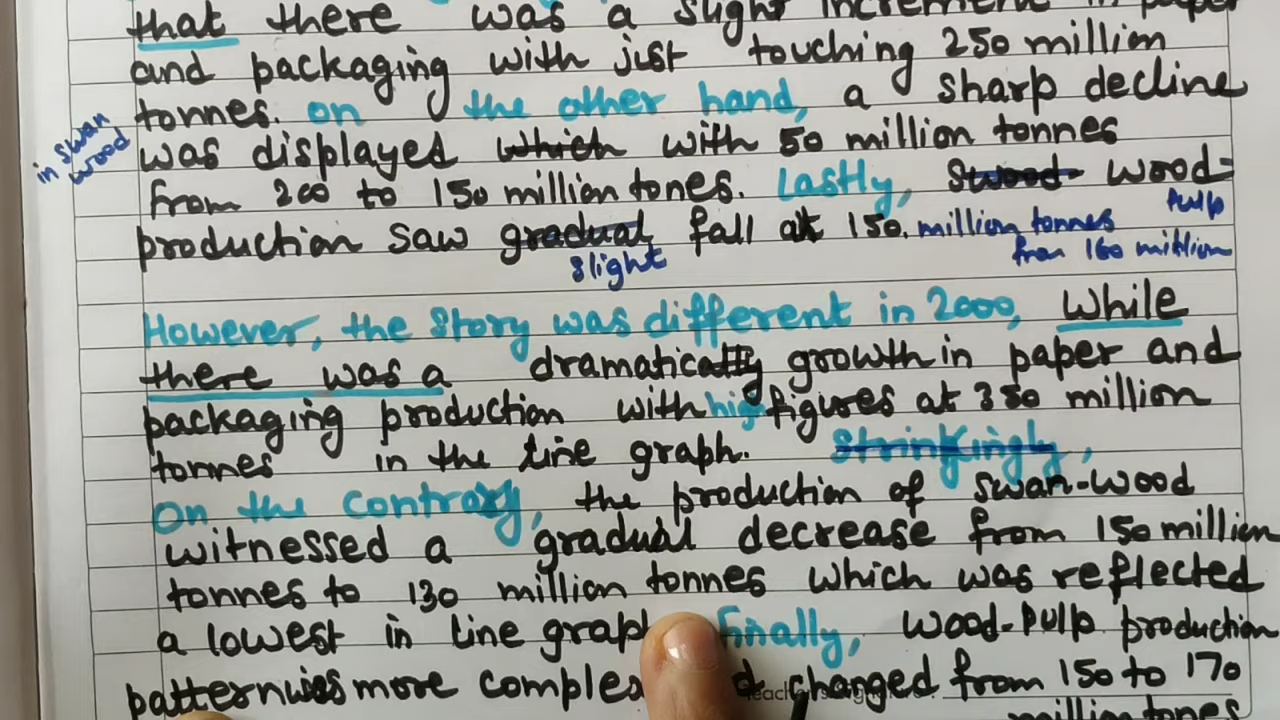 that there was a slight increment in paper
and packaging with just touching 250 million
tonnes. on the other hand, a sharp decline
in swan
wood
was displayed which with 50 million tonnes
from 200 to 150 million tones. Lastly, Swood- wood-
Pulp
production saw gradual fall at 150. million tonnes
slight
from 160 million
However, the story was different in 2000, while
there was a dramatically growth in paper and
packaging production with high figures at 350 million
tonnes in the line graph. Strinkingly,
On the contrary, the production of swan-wood
witnessed a gradual decrease from 150 million
tonnes to 130 million tonnes which was reflected
a lowest in line graph Finally, wood-pulp production
pattern was more changed from 150 to 170
million tones